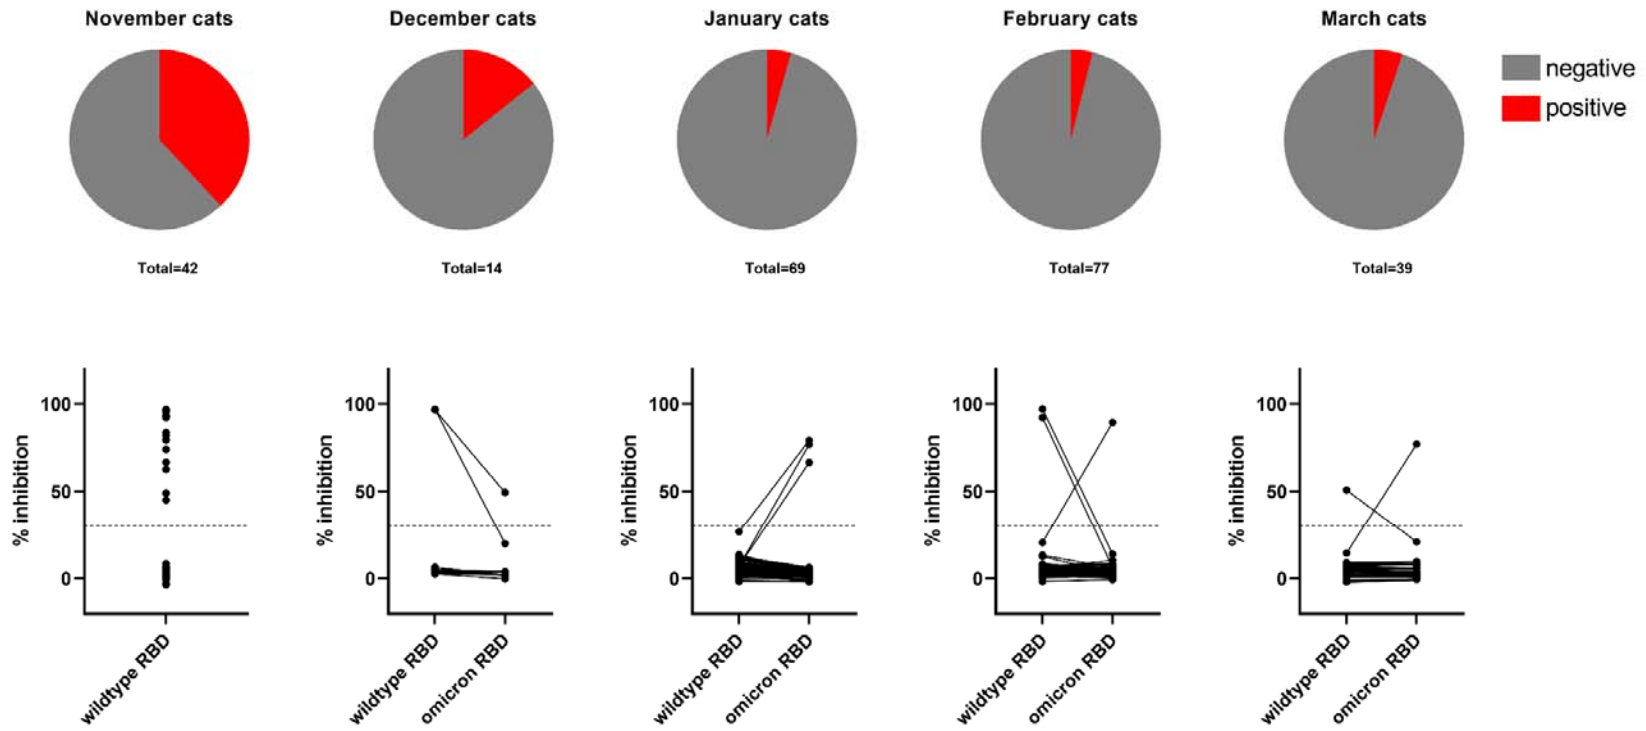 November cats
December cats
January cats
February cats
March cats
negative
positive
Total=42
Total=14
Total=69
Total=77
Total=39
% inhibition
100
50
0
wildtype RBD
% inhibition
100
50
0
wildtype RBD
omicron RBD
% inhibition
100
50
0
wildtype RBD
omicron RBD
% inhibition
100
50
0
wildtype RBD
omicron RBD
% inhibition
100
50
0
wildtype RBD
omicron RBD